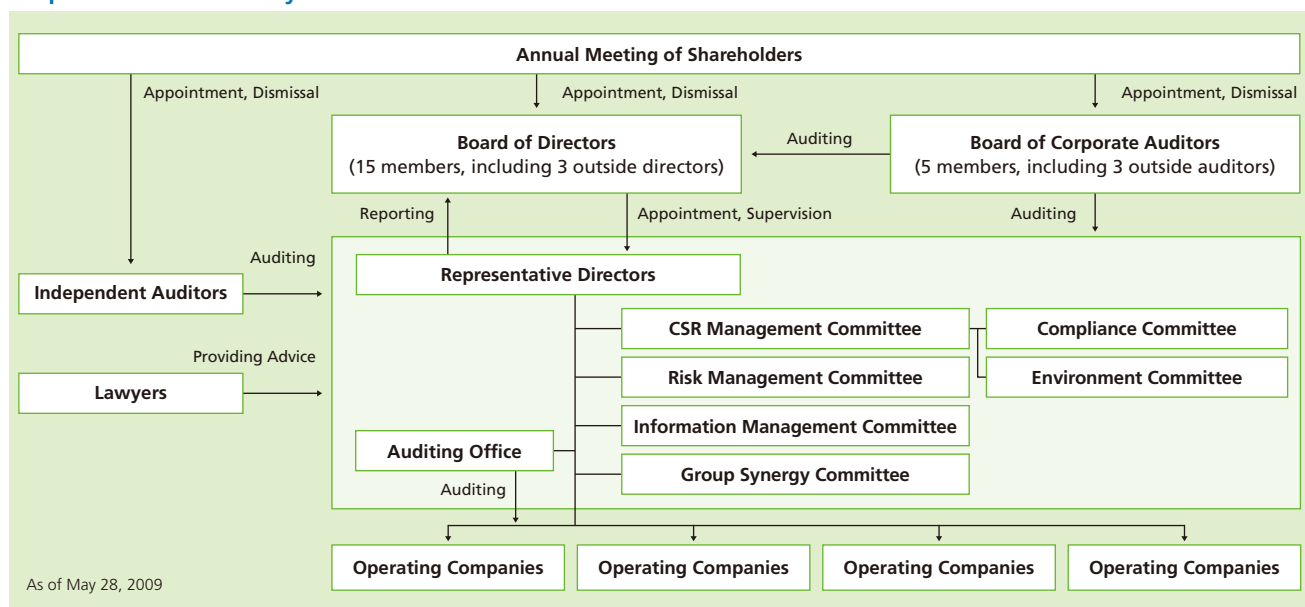 Annual Meeting of Shareholders
Appointment, Dismissal
Appointment, Dismissal
Appointment, Dismissal
Board of Directors
(15 members, including 3 outside directors)
Auditing
Board of Corporate Auditors
(5 members, including 3 outside auditors)
Reporting
Appointment, Supervision
Auditing
Auditing
Independent Auditors
Representative Directors
CSR Management Committee
Compliance Committee
Providing Advice
Lawyers
Risk Management Committee
Environment Committee
Information Management Committee
Auditing Office
Group Synergy Committee
Auditing
Operating Companies
Operating Companies
Operating Companies
Operating Companies
As of May 28, 2009